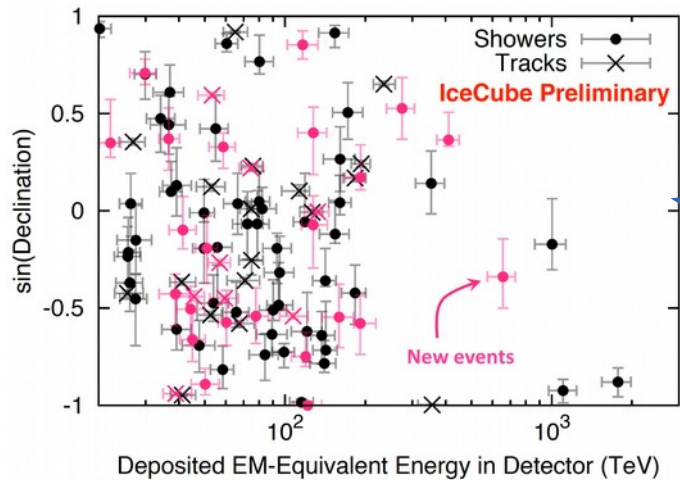 Showers
Tracks
IceCube Preliminary
1
0.5
0
-0.5
-1
sin(Declination)
New events
10²
10³
Deposited EM-Equivalent Energy in Detector (TeV)